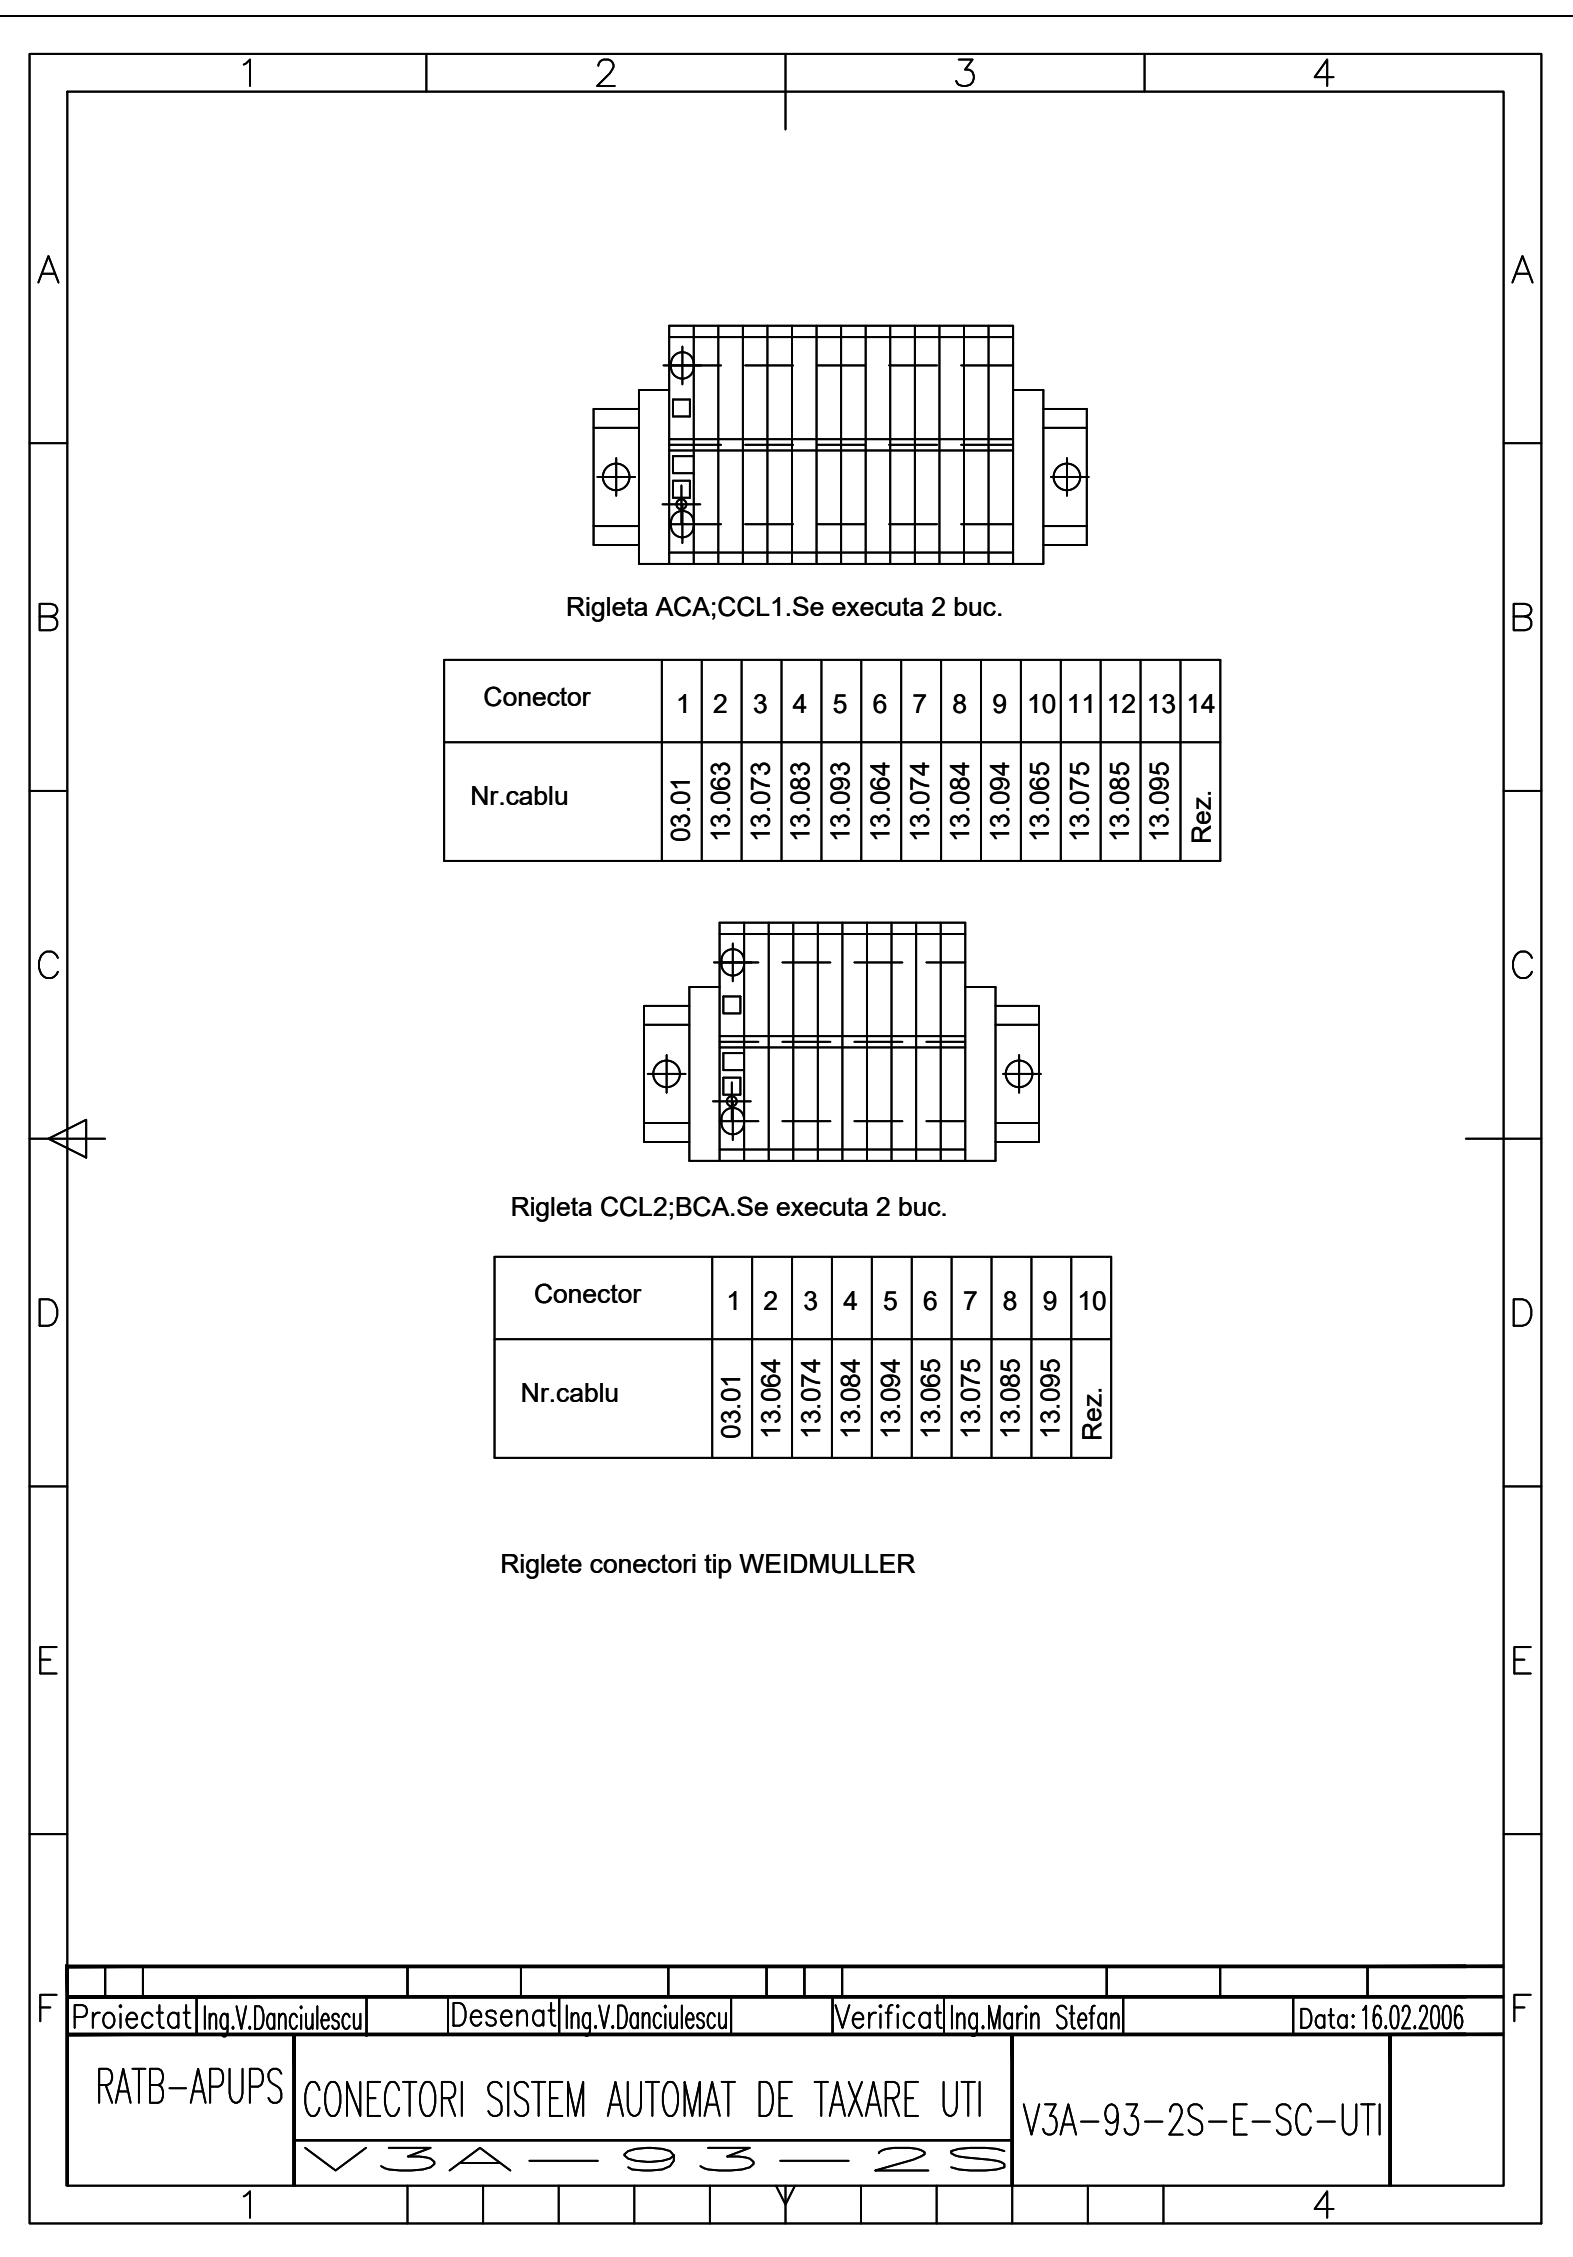 1 2 3 4
A A
Rigleta ACA;CCL1.Se executa 2 buc.
B B
Conector 1 2 3 4 5 6 7 8 9 10 11 12 13 14
Nr.cablu 03.01 13.063 13.073 13.083 13.093 13.064 13.074 13.084 13.094 13.065 13.075 13.085 13.095 Rez.
C C
Rigleta CCL2;BCA.Se executa 2 buc.
D D
Conector 1 2 3 4 5 6 7 8 9 10
Nr.cablu 03.01 13.064 13.074 13.084 13.094 13.065 13.075 13.085 13.095 Rez.
Riglete conectori tip WEIDMULLER
E E
F F
Proiectat Ing.V.Danciulescu Desenat Ing.V.Danciulescu Verificat Ing.Marin Stefan Data: 16.02.2006
RATB-APUPS CONECTORI SISTEM AUTOMAT DE TAXARE UTI V3A-93-2S-E-SC-UTI
V3A-93-2S
1 4